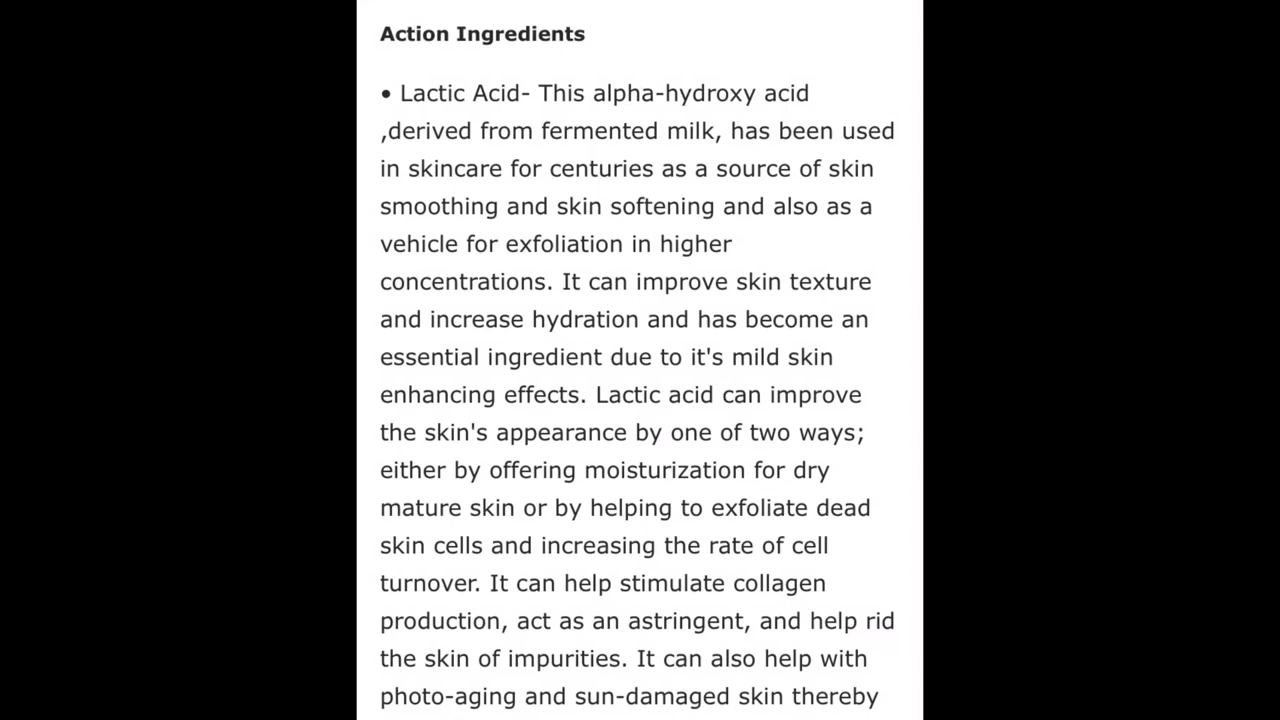 Action Ingredients
• Lactic Acid- This alpha-hydroxy acid
,derived from fermented milk, has been used
in skincare for centuries as a source of skin
smoothing and skin softening and also as a
vehicle for exfoliation in higher
concentrations. It can improve skin texture
and increase hydration and has become an
essential ingredient due to it's mild skin
enhancing effects. Lactic acid can improve
the skin's appearance by one of two ways;
either by offering moisturization for dry
mature skin or by helping to exfoliate dead
skin cells and increasing the rate of cell
turnover. It can help stimulate collagen
production, act as an astringent, and help rid
the skin of impurities. It can also help with
photo-aging and sun-damaged skin thereby